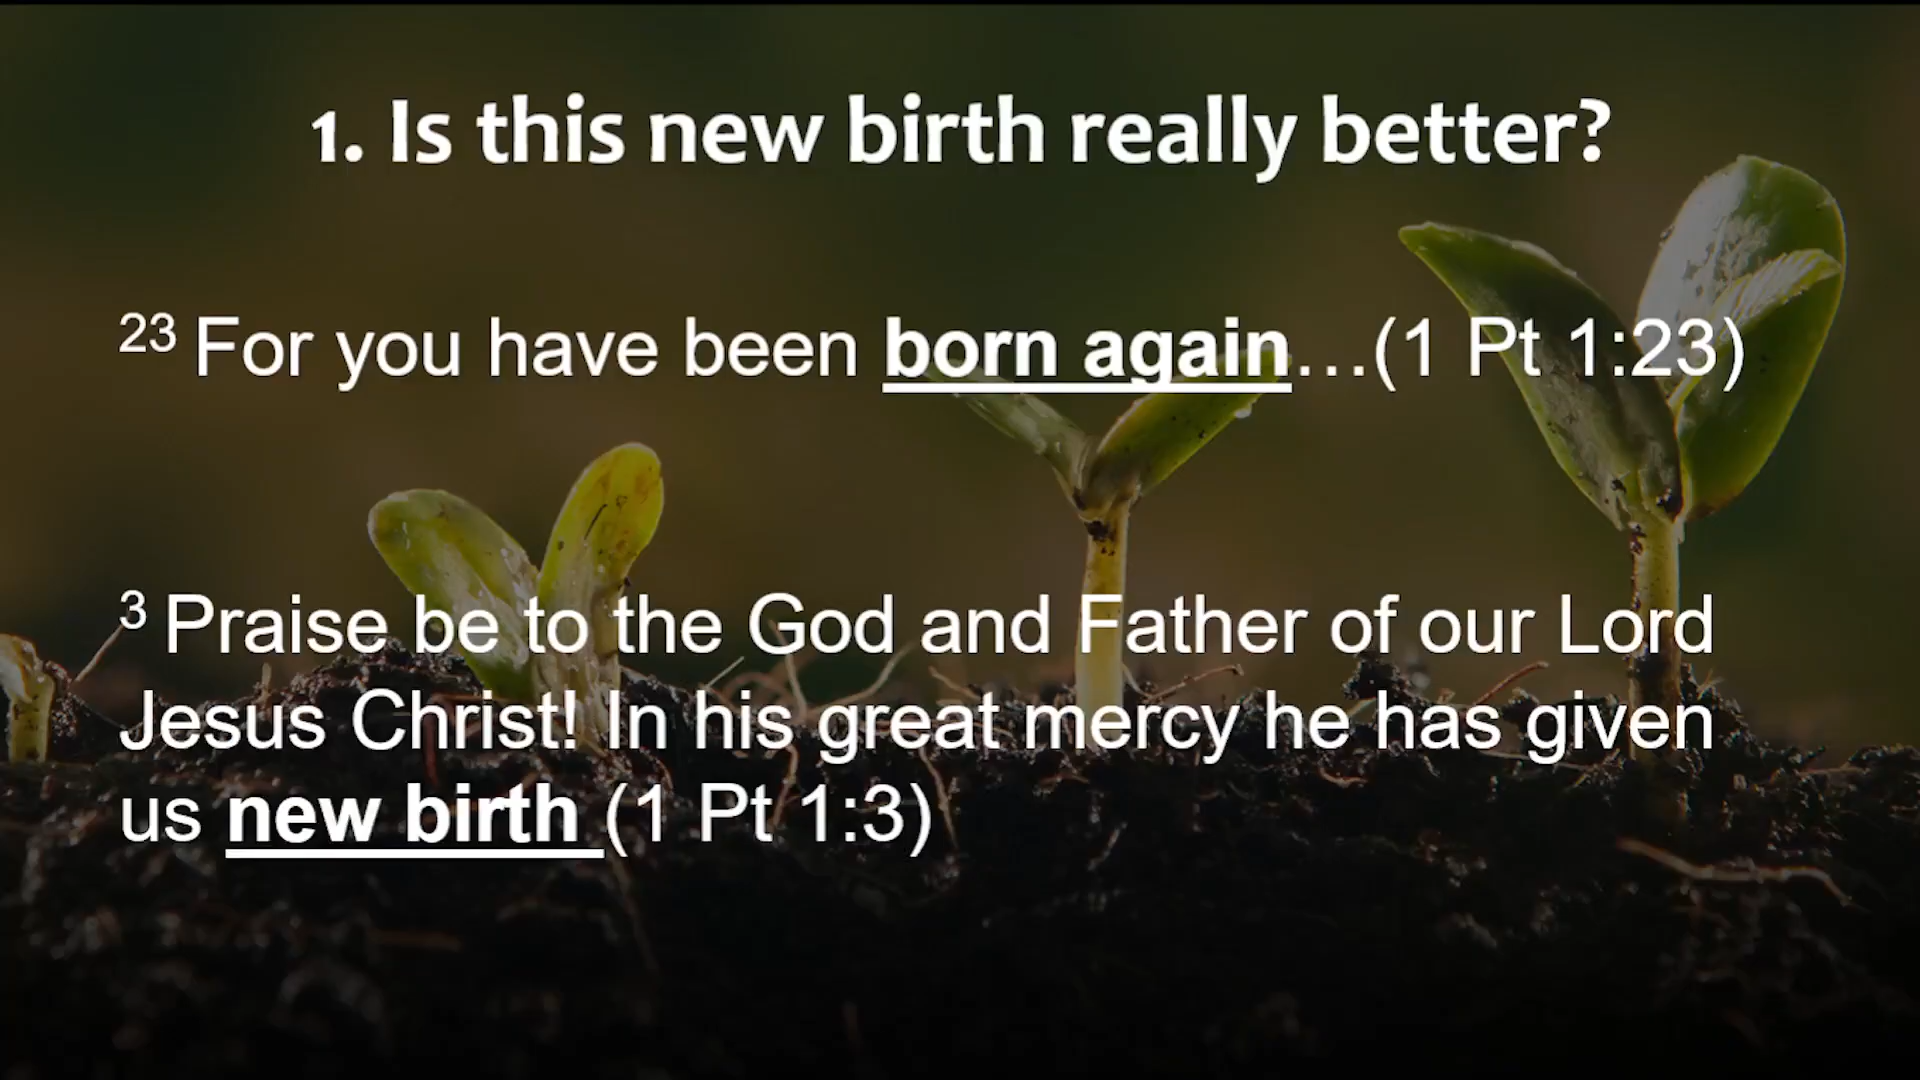 1. Is this new birth really better?
23 For you have been born again…(1 Pt 1:23)
3 Praise be to the God and Father of our Lord
Jesus Christ! In his great mercy he has given
us new birth (1 Pt 1:3)